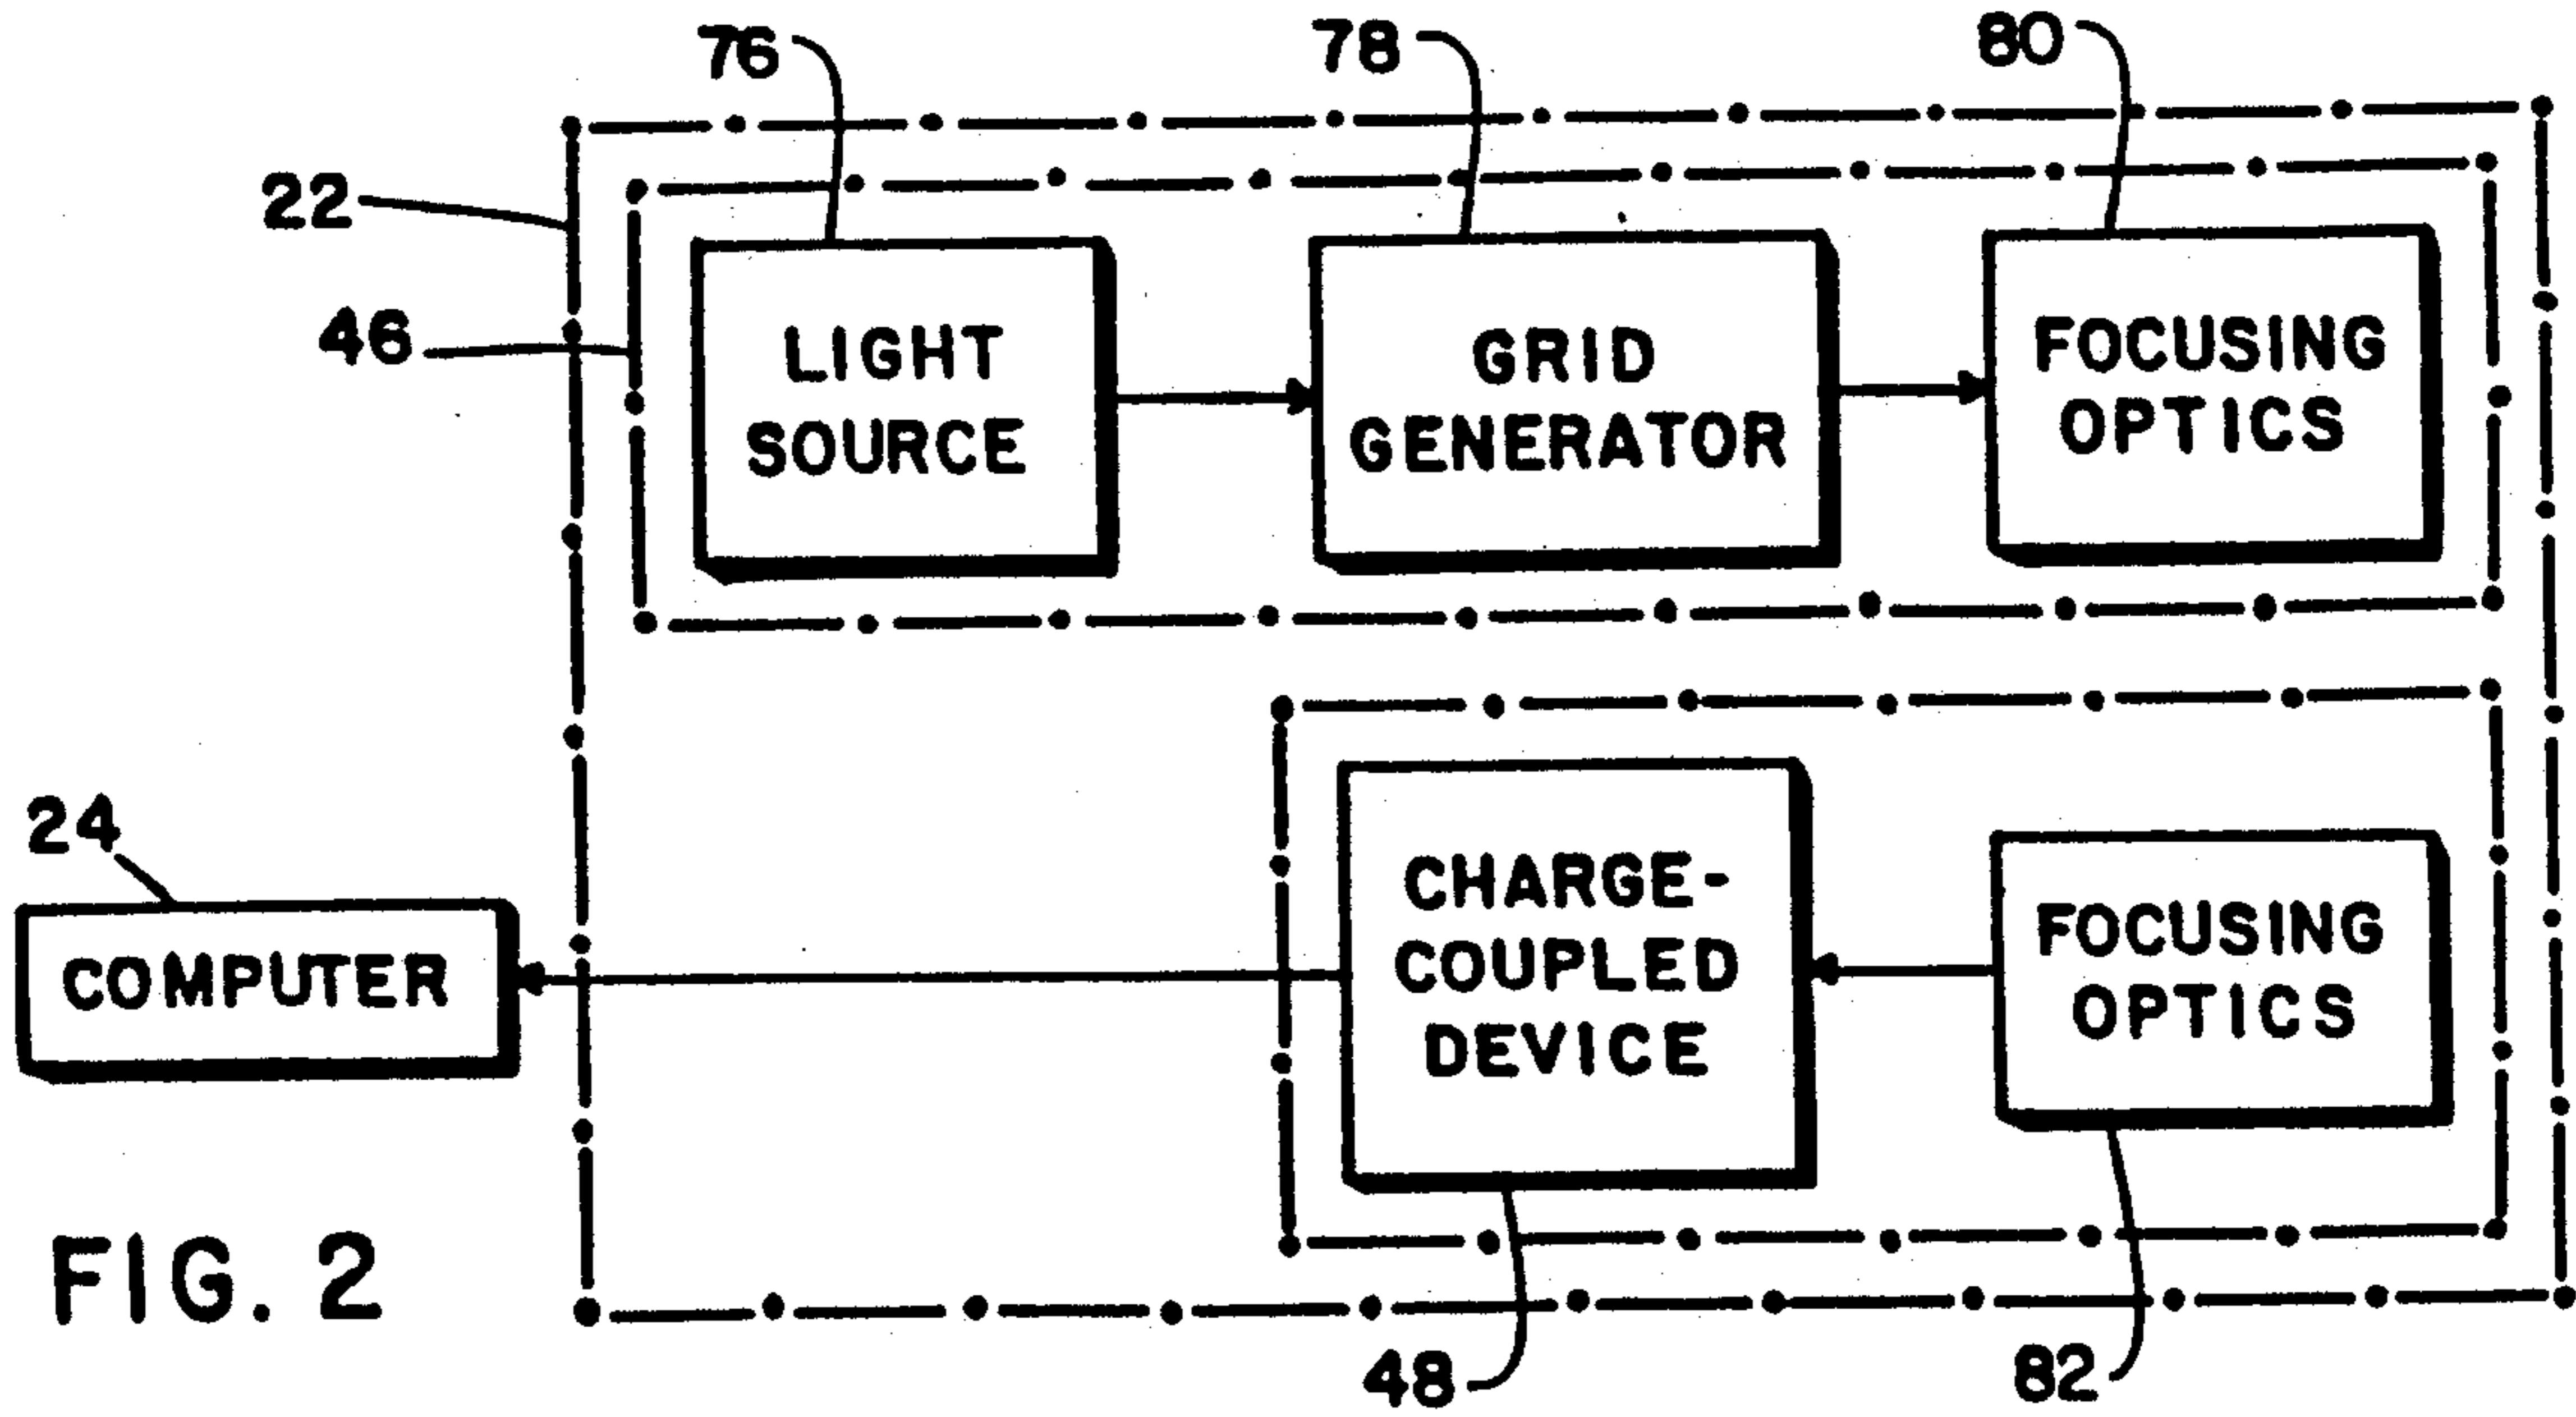 76
78
80
22
46
LIGHT
SOURCE
GRID
GENERATOR
FOCUSING
OPTICS
24
COMPUTER
CHARGE-
COUPLED
DEVICE
FOCUSING
OPTICS
FIG. 2
48
82